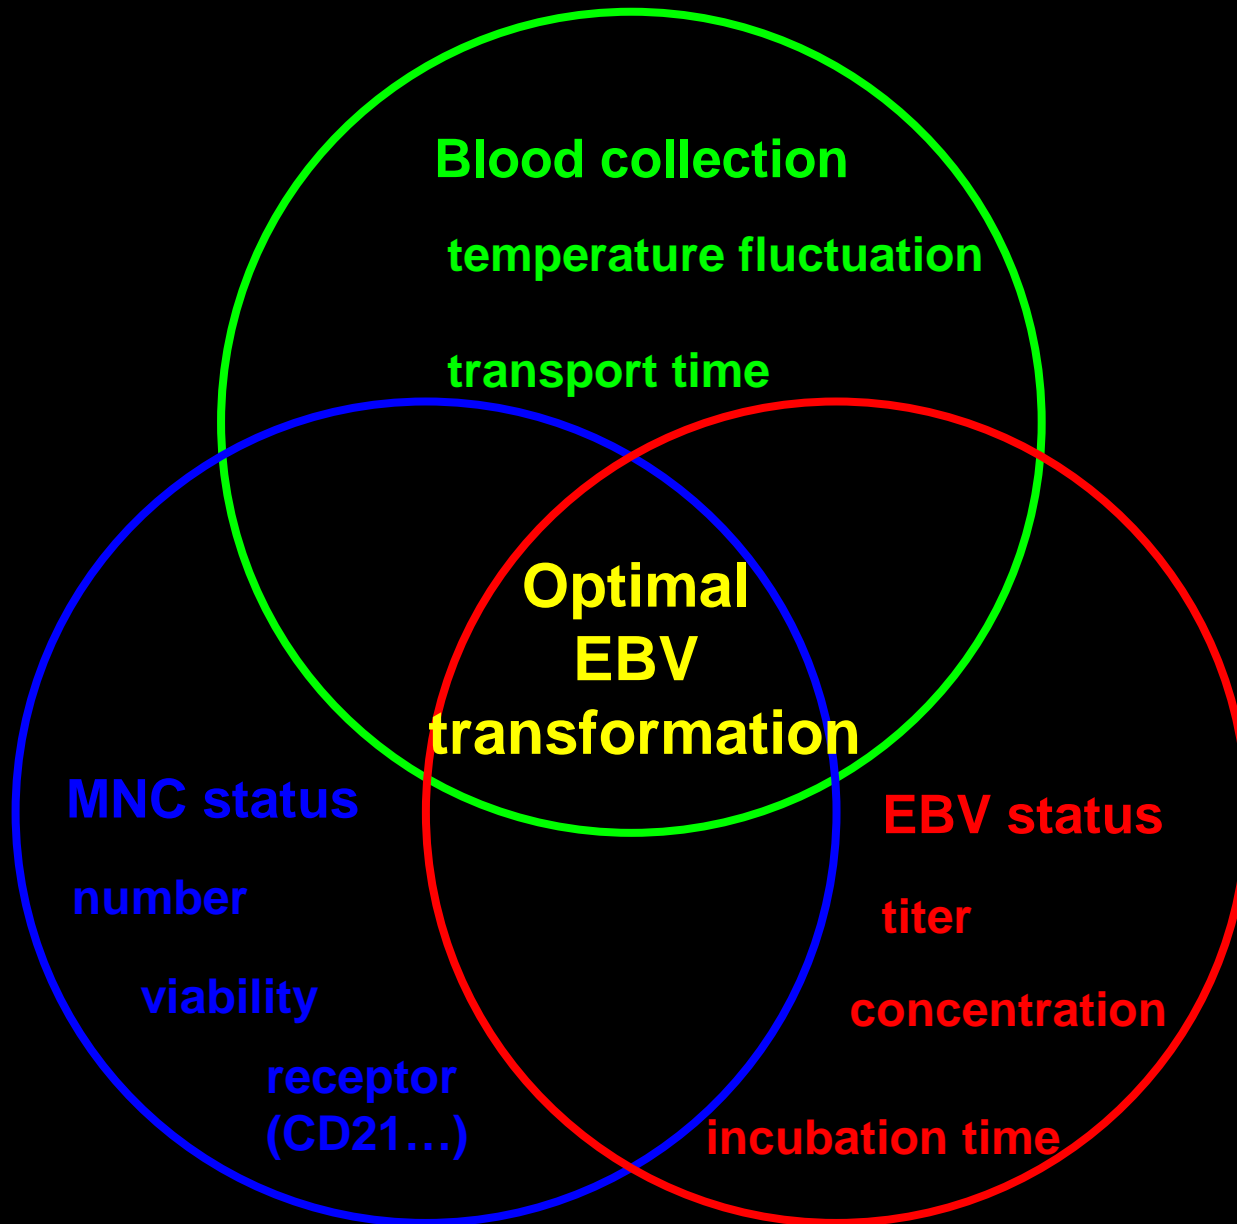 Blood collection
temperature fluctuation
transport time
Optimal
EBV
transformation
MNC status
number
viability
receptor
(CD21…)
EBV status
titer
concentration
incubation time